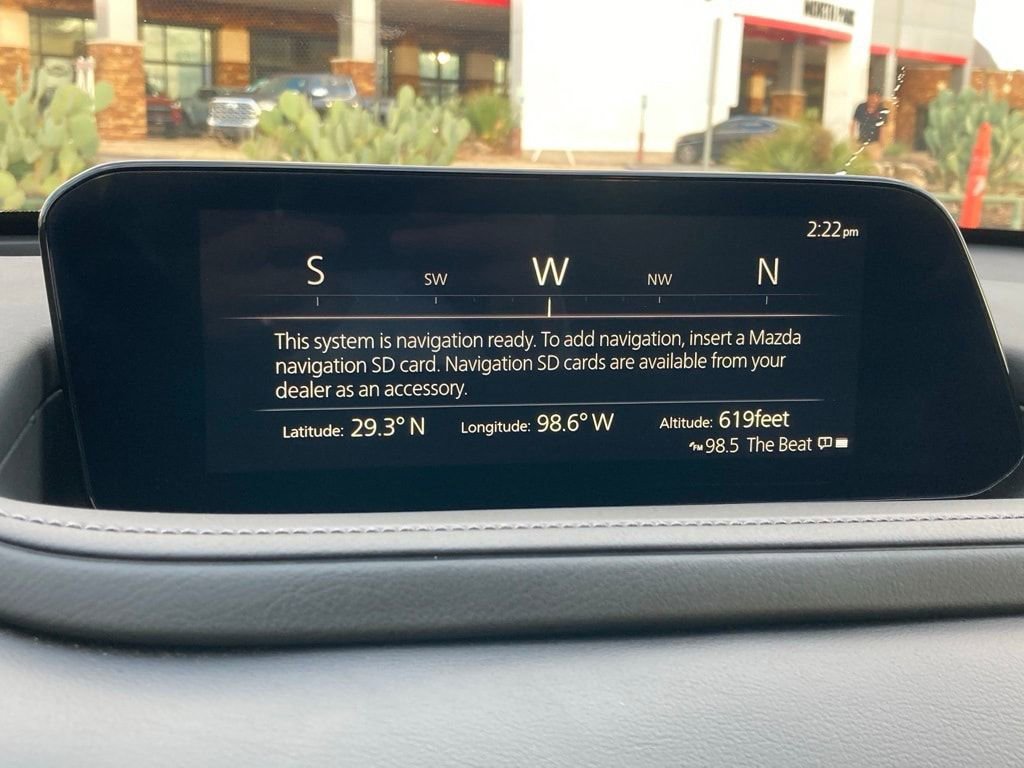 2:22pm
S SW W NW N
This system is navigation ready. To add navigation, insert a Mazda
navigation SD card. Navigation SD cards are available from your
dealer as an accessory.
Latitude: 29.3° N Longitude: 98.6° W Altitude: 619feet
FM 98.5 The Beat